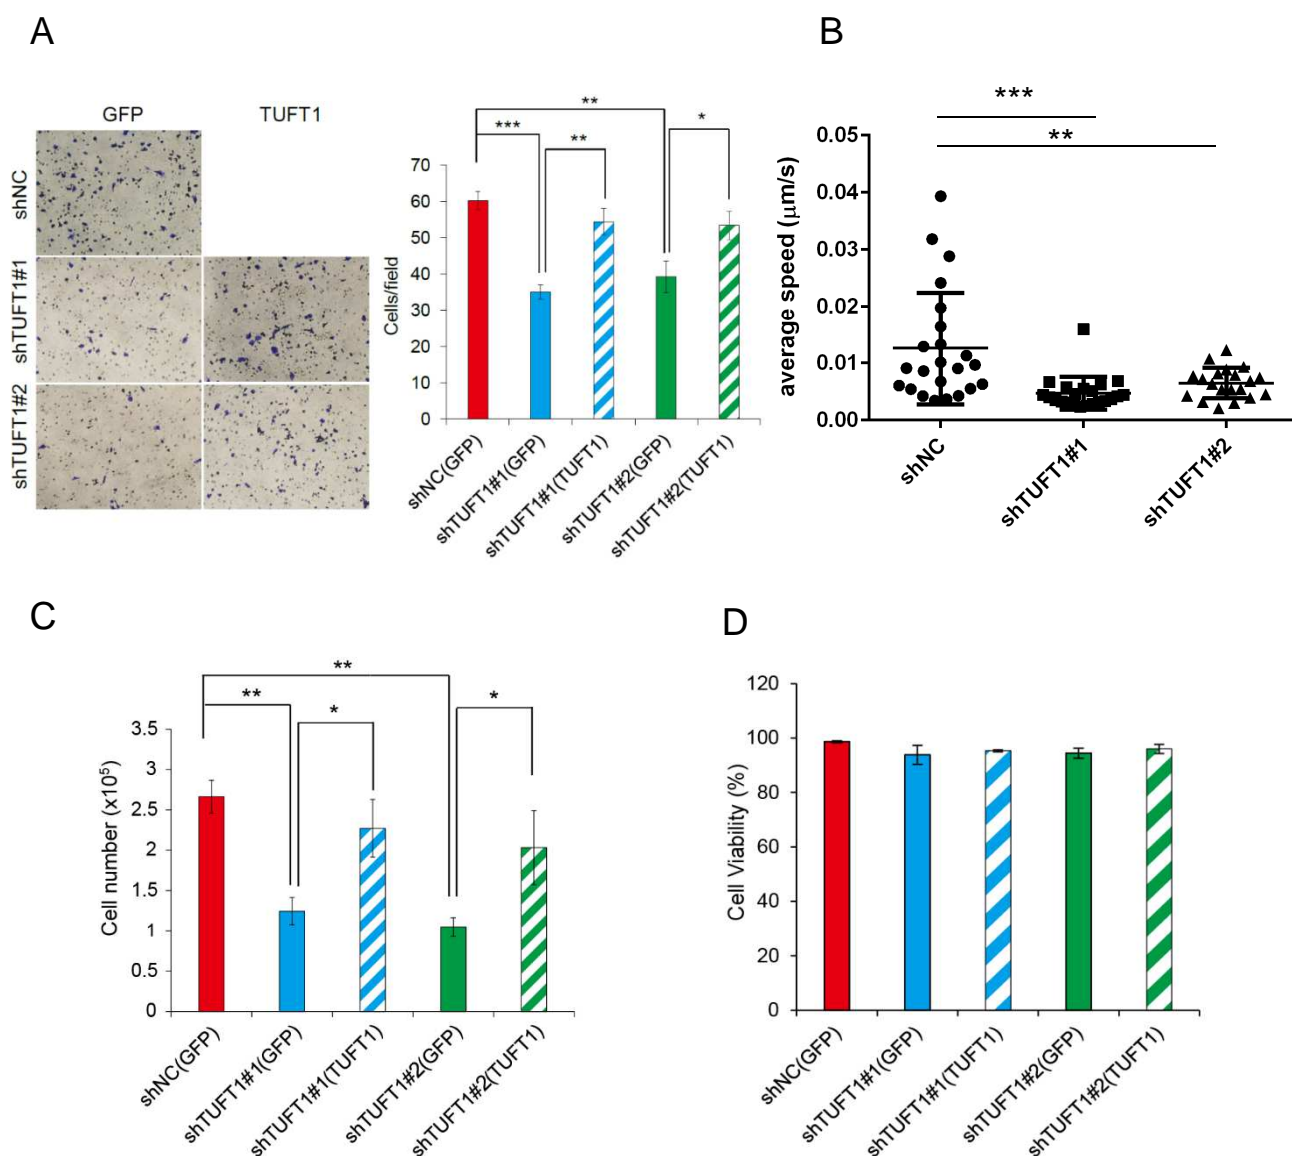 A
GFP
TUFT1
shNC
shTUFT1#1
shTUFT1#2
**
***
**
*
70
60
50
40
30
20
10
0
Cells/field
shNC(GFP)
shTUFT1#1(GFP)
shTUFT1#1(TUFT1)
shTUFT1#2(GFP)
shTUFT1#2(TUFT1)
B
***
**
0.05
0.04
0.03
0.02
0.01
0.00
average speed (μm/s)
shNC
shTUFT1#1
shTUFT1#2
C
**
**
*
*
3.5
3
2.5
2
1.5
1
0.5
0
Cell number (x10⁵)
shNC(GFP)
shTUFT1#1(GFP)
shTUFT1#1(TUFT1)
shTUFT1#2(GFP)
shTUFT1#2(TUFT1)
D
120
100
80
60
40
20
0
Cell Viability (%)
shNC(GFP)
shTUFT1#1(GFP)
shTUFT1#1(TUFT1)
shTUFT1#2(GFP)
shTUFT1#2(TUFT1)